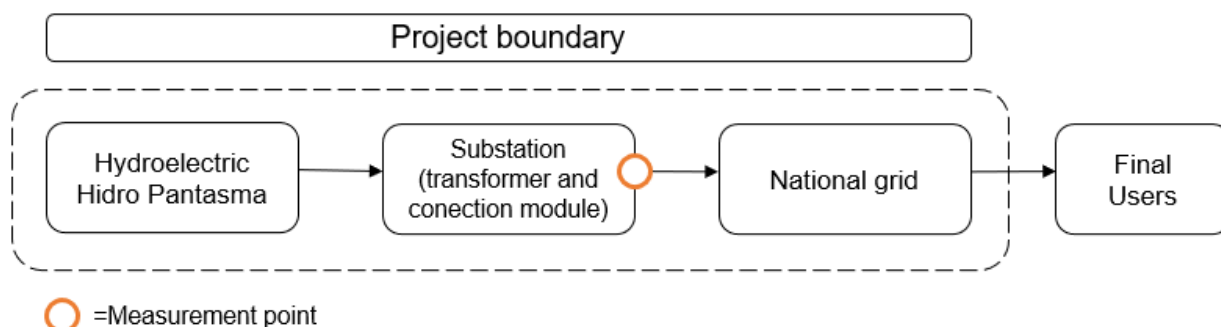 Project boundary
Hydroelectric
Hidro Pantasma
Substation
(transformer and
conection module)
National grid
Final
Users
=Measurement point